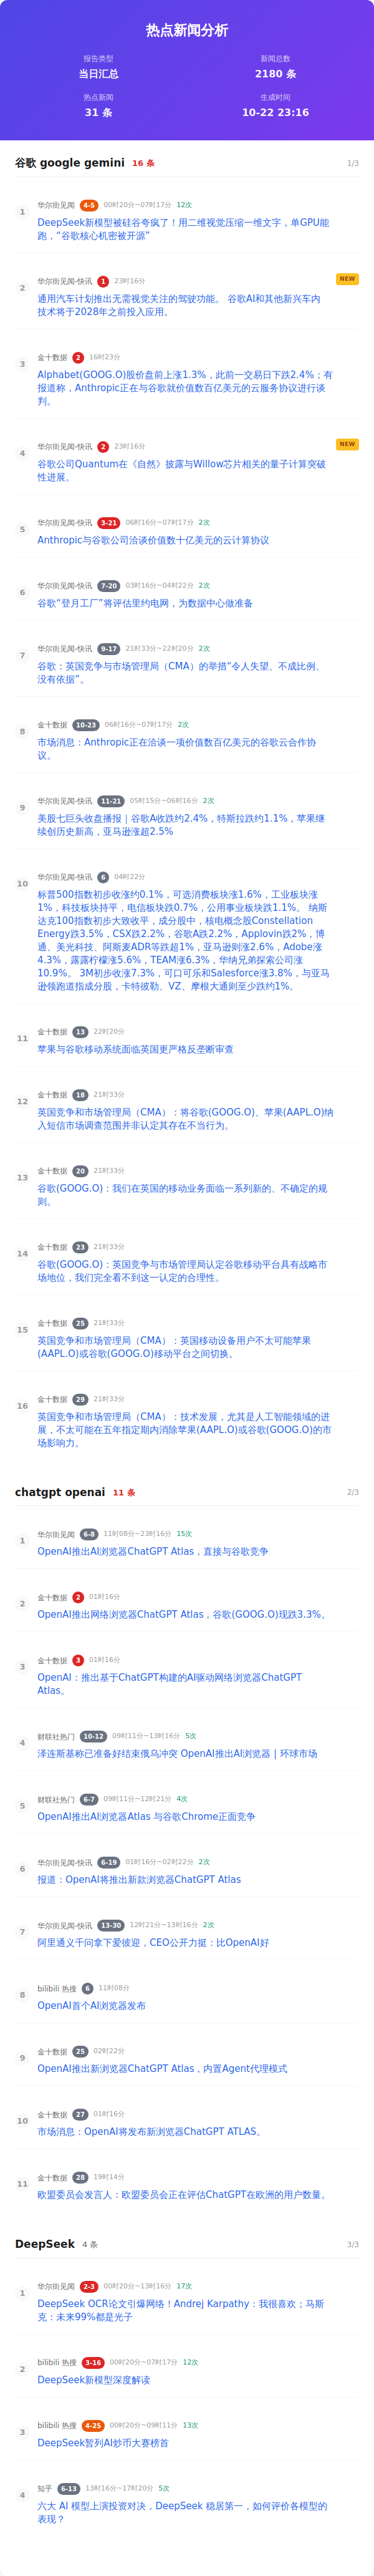 热点新闻分析
报告类型
当日汇总
新闻总数
2180 条
热点新闻
31 条
生成时间
10-22 23:16
谷歌 google gemini 16 条 1/3
1
华尔街见闻 4-5 00时20分~07时17分 12次
DeepSeek新模型被硅谷夸疯了！用二维视觉压缩一维文字，单GPU能
跑，“谷歌核心机密被开源”
2
华尔街见闻-快讯 1 23时16分 NEW
通用汽车计划推出无需视觉关注的驾驶功能。 谷歌AI和其他新兴车内
技术将于2028年之前投入应用。
3
金十数据 2 16时23分
Alphabet(GOOG.O)股价盘前上涨1.3%，此前一交易日下跌2.4%；有
报道称，Anthropic正在与谷歌就价值数百亿美元的云服务协议进行谈
判。
4
华尔街见闻-快讯 2 23时16分 NEW
谷歌公司Quantum在《自然》披露与Willow芯片相关的量子计算突破
性进展。
5
华尔街见闻-快讯 3-21 06时16分~07时17分 2次
Anthropic与谷歌公司洽谈价值数十亿美元的云计算协议
6
华尔街见闻-快讯 7-20 03时16分~04时22分 2次
谷歌“登月工厂”将评估里约电网，为数据中心做准备
7
华尔街见闻-快讯 9-17 21时33分~22时20分 2次
谷歌：英国竞争与市场管理局（CMA）的举措“令人失望、不成比例、
没有依据”。
8
金十数据 10-23 06时16分~07时17分 2次
市场消息：Anthropic正在洽谈一项价值数百亿美元的谷歌云合作协
议。
9
华尔街见闻-快讯 11-21 05时15分~06时16分 2次
美股七巨头收盘播报｜谷歌A收跌约2.4%，特斯拉跌约1.1%，苹果继
续创历史新高，亚马逊涨超2.5%
10
华尔街见闻-快讯 6 04时22分
标普500指数初步收涨约0.1%，可选消费板块涨1.6%，工业板块涨
1%，科技板块持平，电信板块跌0.7%，公用事业板块跌1.1%。 纳斯
达克100指数初步大致收平，成分股中，核电概念股Constellation
Energy跌3.5%，CSX跌2.2%，谷歌A跌2.2%，Applovin跌2%，博
通、美光科技、阿斯麦ADR等跌超1%，亚马逊则涨2.6%，Adobe涨
4.3%，露露柠檬涨5.6%，TEAM涨6.3%，华纳兄弟探索公司涨
10.9%。 3M初步收涨7.3%，可口可乐和Salesforce涨3.8%，与亚马
逊领跑道指成分股，卡特彼勒、VZ、摩根大通则至少跌约1%。
11
金十数据 13 22时20分
苹果与谷歌移动系统面临英国更严格反垄断审查
12
金十数据 18 21时33分
英国竞争和市场管理局（CMA）：将谷歌(GOOG.O)、苹果(AAPL.O)纳
入短信市场调查范围并非认定其存在不当行为。
13
金十数据 20 21时33分
谷歌(GOOG.O)：我们在英国的移动业务面临一系列新的、不确定的规
则。
14
金十数据 23 21时33分
谷歌(GOOG.O)：英国竞争与市场管理局认定谷歌移动平台具有战略市
场地位，我们完全看不到这一认定的合理性。
15
金十数据 25 21时33分
英国竞争和市场管理局（CMA）：英国移动设备用户不太可能在苹果
(AAPL.O)或谷歌(GOOG.O)移动平台之间切换。
16
金十数据 29 21时33分
英国竞争和市场管理局（CMA）：技术发展，尤其是人工智能领域的进
展，不太可能在五年指定期内消除苹果(AAPL.O)或谷歌(GOOG.O)的市
场影响力。
chatgpt openai 11 条 2/3
1
华尔街见闻 6-8 11时08分~23时16分 15次
OpenAI推出AI浏览器ChatGPT Atlas，直接与谷歌竞争
2
金十数据 2 01时16分
OpenAI推出网络浏览器ChatGPT Atlas，谷歌(GOOG.O)现跌3.3%。
3
金十数据 3 01时16分
OpenAI：推出基于ChatGPT构建的AI驱动网络浏览器ChatGPT
Atlas。
4
财联社热门 10-12 09时11分~13时16分 5次
泽连斯基称已准备好结束俄乌冲突 OpenAI推出AI浏览器 | 环球市场
5
财联社热门 6-7 09时11分~12时21分 4次
OpenAI推出AI浏览器Atlas 与谷歌Chrome正面竞争
6
华尔街见闻-快讯 6-19 01时16分~02时22分 2次
报道：OpenAI将推出新款浏览器ChatGPT Atlas
7
华尔街见闻-快讯 13-30 12时21分~13时16分 2次
阿里通义千问拿下爱彼迎，CEO公开力挺：比OpenAI好
8
bilibili 热搜 6 11时08分
OpenAI首个AI浏览器发布
9
金十数据 25 02时22分
OpenAI推出新浏览器ChatGPT Atlas，内置Agent代理模式
10
金十数据 27 01时16分
市场消息：OpenAI将发布新浏览器ChatGPT ATLAS。
11
金十数据 28 19时14分
欧盟委员会发言人：欧盟委员会正在评估ChatGPT在欧洲的用户数量。
DeepSeek 4 条 3/3
1
华尔街见闻 2-3 00时20分~13时16分 17次
DeepSeek OCR论文引爆网络！Andrej Karpathy：我很喜欢；马斯
克：未来99%都是光子
2
bilibili 热搜 3-16 00时20分~07时17分 12次
DeepSeek新模型深度解读
3
bilibili 热搜 4-25 00时20分~09时11分 13次
DeepSeek暂列AI炒币大赛榜首
4
知乎 6-13 13时16分~17时20分 5次
六大 AI 模型上演投资对决，DeepSeek 稳居第一，如何评价各模型的
表现？